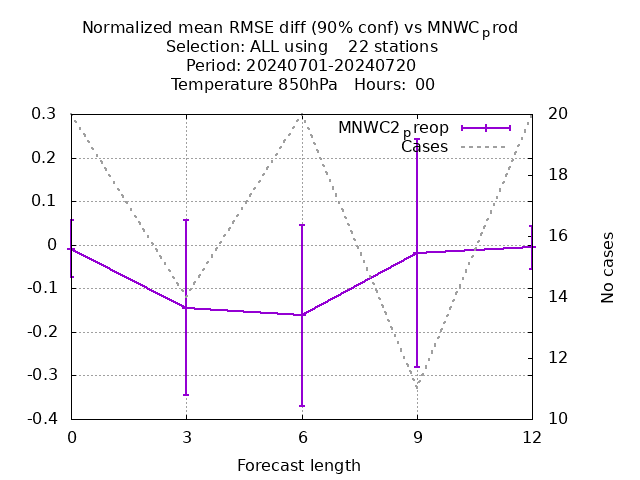 Normalized mean RMSE diff (90% conf) vs MNWCprod
Selection: ALL using    22 stations
Period: 20240701-20240720
Temperature 850hPa   Hours:  00
MNWC2preop
Cases
0.3
0.2
0.1
0
-0.1
-0.2
-0.3
-0.4
20
18
16
14
12
10
No cases
0 3 6 9 12
Forecast length